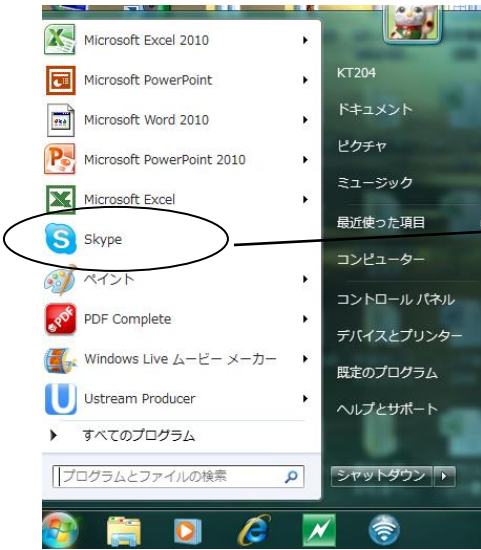 Microsoft Excel 2010
Microsoft PowerPoint
Microsoft Word 2010
Microsoft PowerPoint 2010
Microsoft Excel
Skype
ペイント
PDF Complete
Windows Live ムービー メーカー
Ustream Producer
すべてのプログラム
プログラムとファイルの検索
KT204
ドキュメント
ピクチャ
ミュージック
最近使った項目
コンピューター
コントロール パネル
デバイスとプリンター
既定のプログラム
ヘルプとサポート
シャットダウン